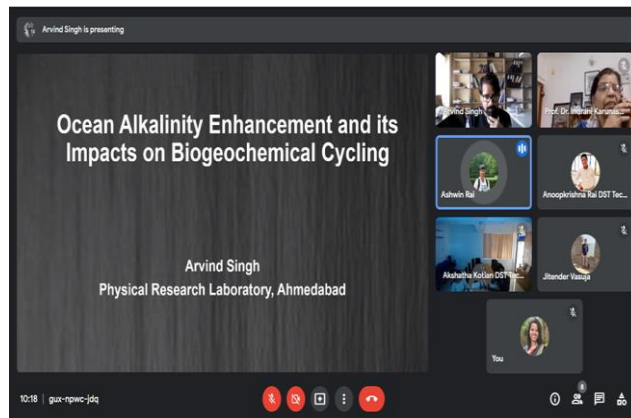 Arvind Singh is presenting
Ocean Alkalinity Enhancement and its
Impacts on Biogeochemical Cycling
Arvind Singh
Physical Research Laboratory, Ahmedabad
Arvind Singh
Prof. Dr. Indrani Karunas...
Ashwin Rai
Anoopkrishna Rai DST Tec...
Akshatha Kotian DST Tec...
Jitender Vasuja
You
10:18 | gux-npwc-jdq
8